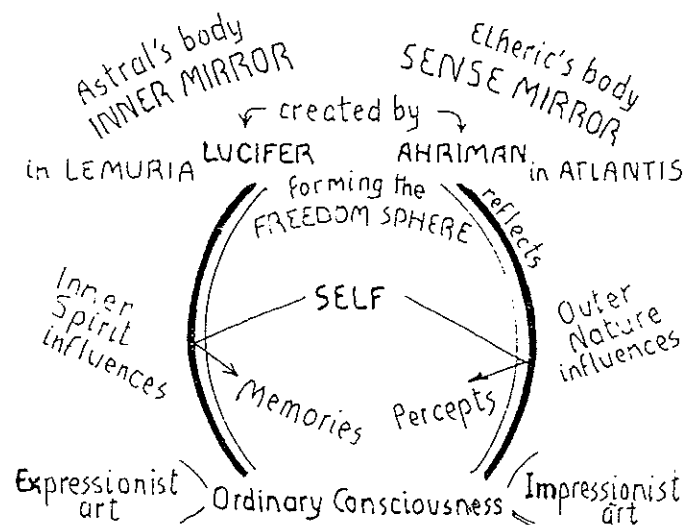 Astral's body
INNER MIRROR
Etheric's body
SENSE MIRROR
created by
in LEMURIA
LUCIFER
AHRIMAN
in ATLANTIS
forming the
FREEDOM SPHERE
reflects
Inner
Spirit
influences
SELF
Outer
Nature
influences
Memories
Percepts
Expressionist
art
Ordinary Consciousness
Impressionist
art